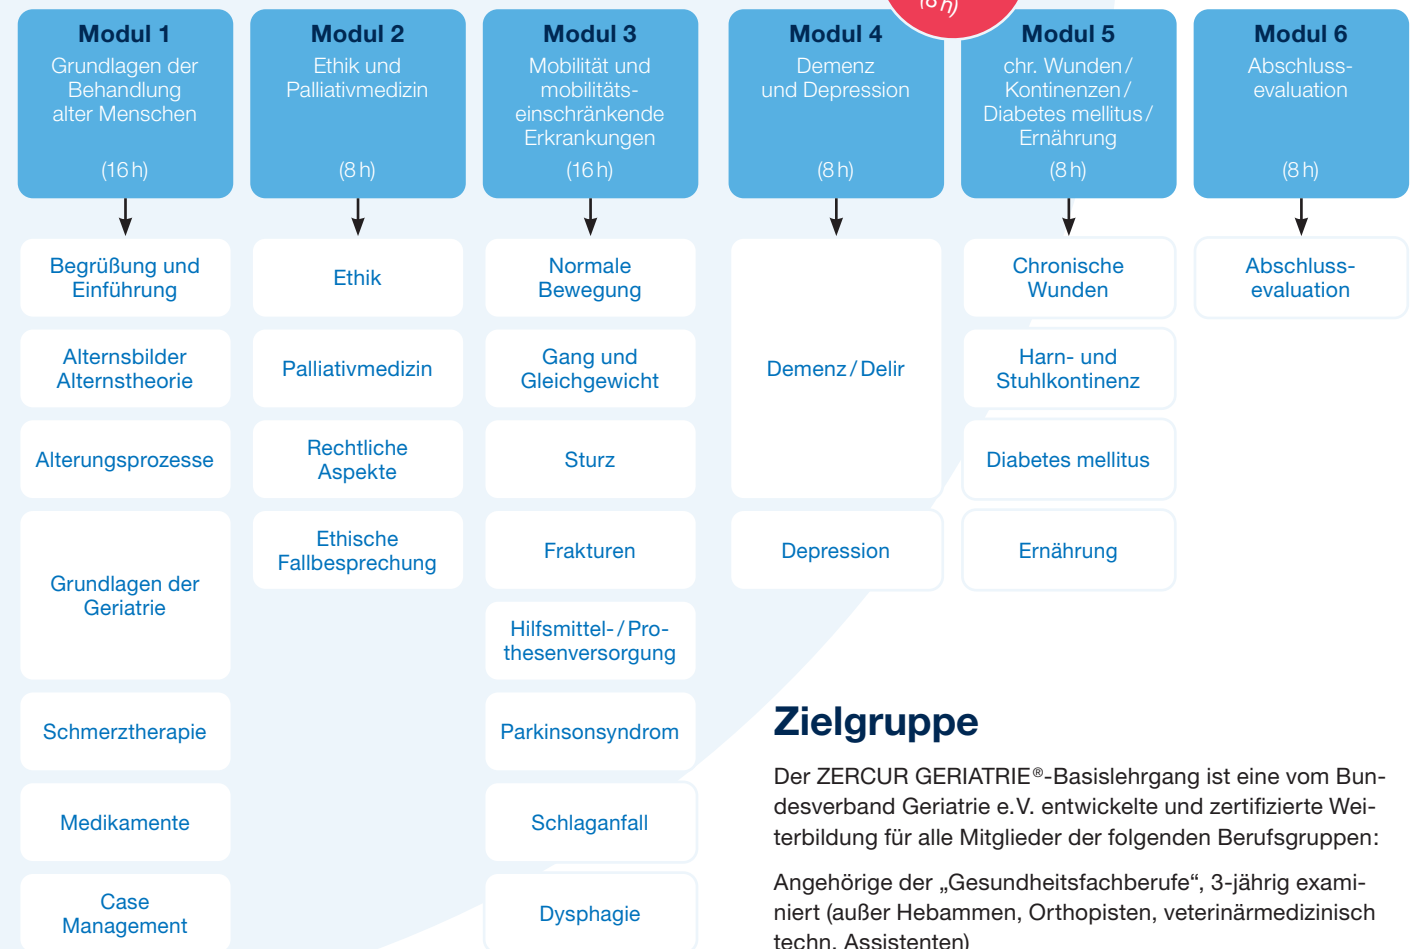 (8 h)
Modul 1
Grundlagen der
Behandlung
alter Menschen
(16 h)
Begrüßung und
Einführung
Alternsbilder
Alternstheorie
Alterungsprozesse
Grundlagen der
Geriatrie
Schmerztherapie
Medikamente
Case
Management
Modul 2
Ethik und
Palliativmedizin
(8 h)
Ethik
Palliativmedizin
Rechtliche
Aspekte
Ethische
Fallbesprechung
Modul 3
Mobilität und
mobilitäts-
einschränkende
Erkrankungen
(16 h)
Normale
Bewegung
Gang und
Gleichgewicht
Sturz
Frakturen
Hilfsmittel-/Pro-
thesenversorgung
Parkinsonsyndrom
Schlaganfall
Dysphagie
Modul 4
Demenz
und Depression
(8 h)
Demenz/Delir
Depression
Modul 5
chr. Wunden/
Kontinenzen/
Diabetes mellitus/
Ernährung
(8 h)
Chronische
Wunden
Harn- und
Stuhlkontinenz
Diabetes mellitus
Ernährung
Modul 6
Abschluss-
evaluation
(8 h)
Abschluss-
evaluation
Zielgruppe
Der ZERCUR GERIATRIE®-Basislehrgang ist eine vom Bun-
desverband Geriatrie e.V. entwickelte und zertifizierte Wei-
terbildung für alle Mitglieder der folgenden Berufsgruppen:
Angehörige der „Gesundheitsfachberufe“, 3-jährig exami-
niert (außer Hebammen, Orthopisten, veterinärmedizinisch
techn. Assistenten)